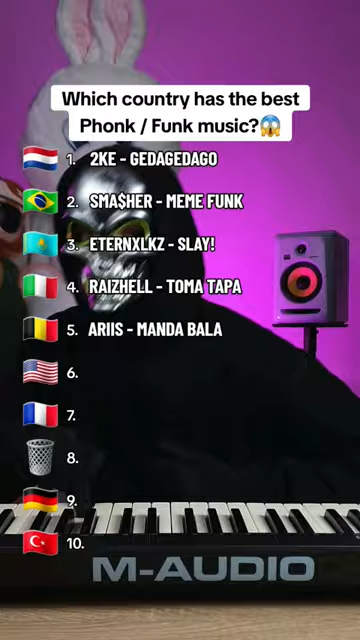 Which country has the best
Phonk / Funk music?😱
1. 2KE - GEDAGEDAGO
2. SMA$HER - MEME FUNK
3. ETERNXLKZ - SLAY!
4. RAIZHELL - TOMA TAPA
5. ARIIS - MANDA BALA
6.
7.
8.
9.
10.
M-AUDIO